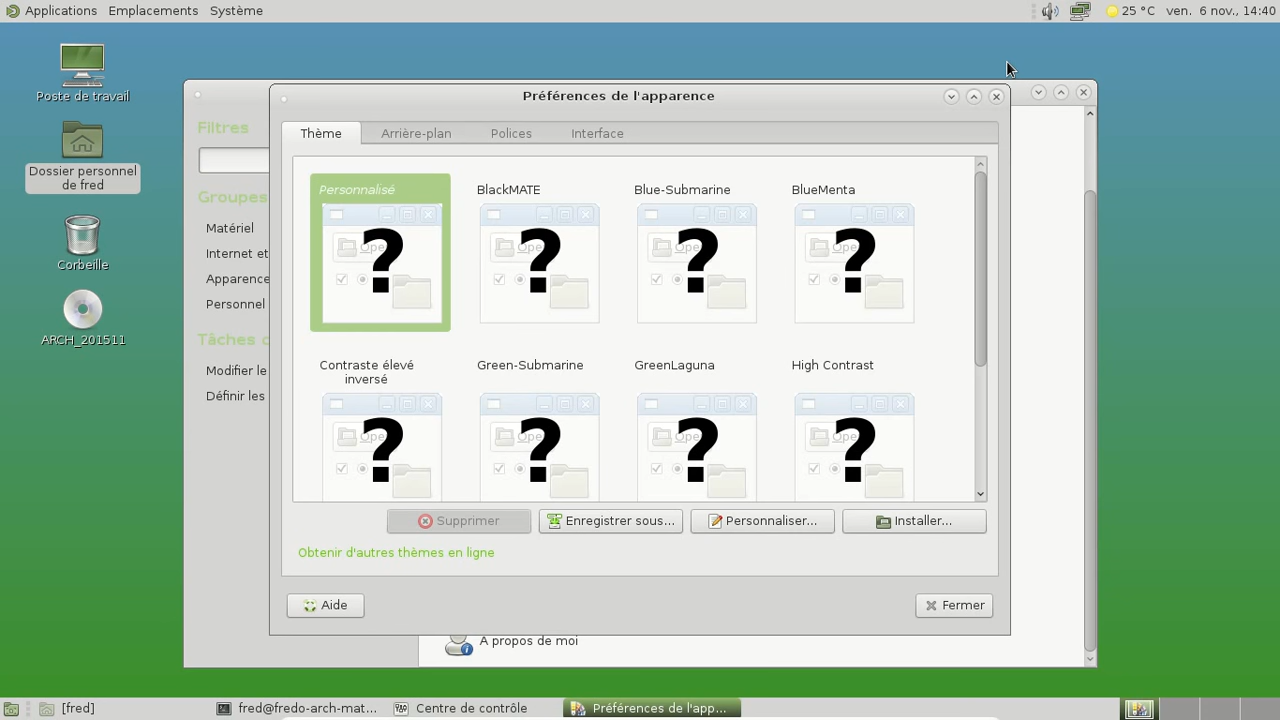 Applications Emplacements Système
25 °C ven. 6 nov., 14:40
Poste de travail
Dossier personnel
de fred
Corbeille
ARCH_201511
Filtres
Groupes
Matériel
Internet et
Apparence
Personnel
Tâches
Modifier le
Définir les
Préférences de l'apparence
Thème Arrière-plan Polices Interface
Personnalisé BlackMATE Blue-Submarine BlueMenta
? ? ? ?
Contraste élevé
inversé
Green-Submarine GreenLaguna High Contrast
? ? ? ?
Supprimer Enregistrer sous... Personnaliser... Installer...
Obtenir d'autres thèmes en ligne
Aide Fermer
A propos de moi
[fred] fred@fredo-arch-mat... Centre de contrôle Préférences de l'app...